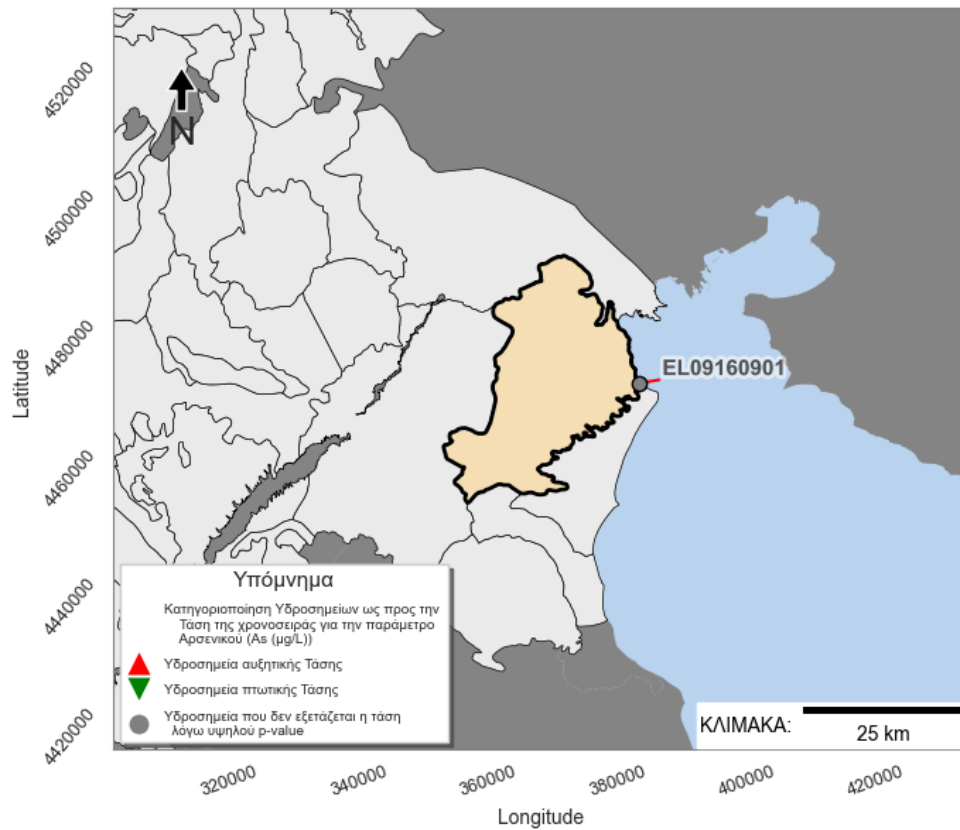 4520000
4500000
4480000
4460000
4440000
4420000
Latitude
N
EL09160901
Υπόμνημα
Κατηγοριοποίηση Υδροσημείων ως προς την
Τάση της χρονοσειράς για την παράμετρο
Αρσενικού (As (μg/L))
Υδροσημεία αυξητικής Τάσης
Υδροσημεία πτωτικής Τάσης
Υδροσημεία που δεν εξετάζεται η τάση
λόγω υψηλού p-value
ΚΛΙΜΑΚΑ:
25 km
320000
340000
360000
380000
400000
420000
Longitude